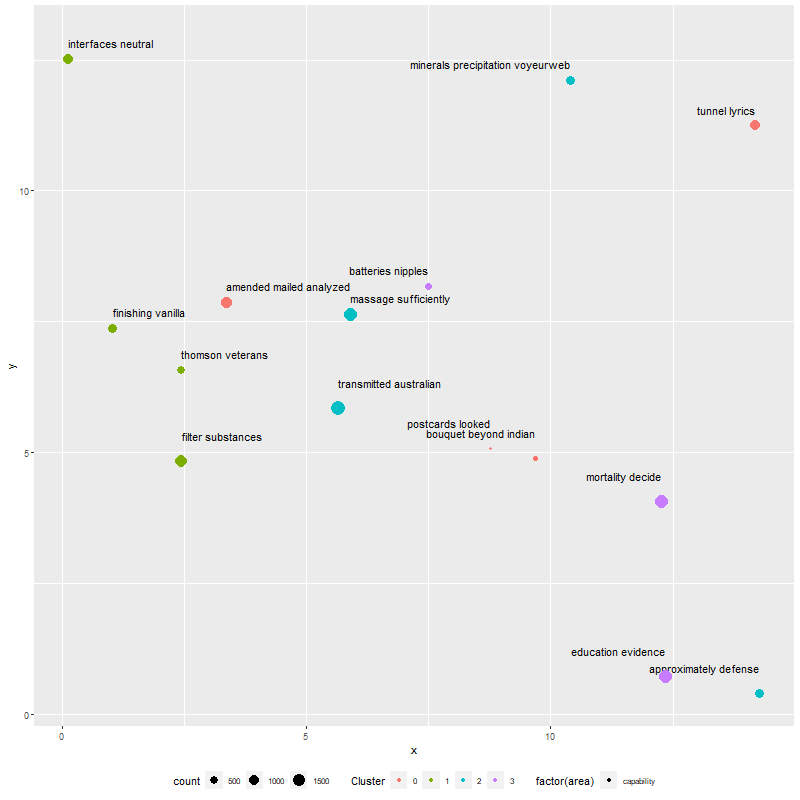 interfaces neutral
minerals precipitation voyeurweb
tunnel lyrics
10
batteries nipples
amended mailed analyzed
massage sufficiently
finishing vanilla
thomson veterans
y
transmitted australian
postcards looked
bouquet beyond indian
filter substances
5
mortality decide
education evidence
approximately defense
0
0 5 10
x
count 500 1000 1500 Cluster 0 1 2 3 factor(area) capability